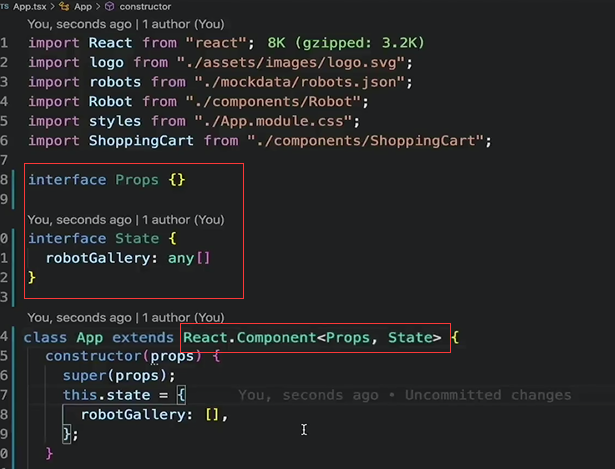 TS App.tsx > App > constructor
You, seconds ago | 1 author (You)
1 import React from "react"; 8K (gzipped: 3.2K)
2 import logo from "./assets/images/logo.svg";
3 import robots from "./mockdata/robots.json";
4 import Robot from "./components/Robot";
5 import styles from "./App.module.css";
6 import ShoppingCart from "./components/ShoppingCart";
7
8 interface Props {}
9
You, seconds ago | 1 author (You)
0 interface State {
1 robotGallery: any[]
2 }
3
You, seconds ago | 1 author (You)
4 class App extends React.Component<Props, State> {
5 constructor(props) {
6 super(props);
7 this.state = { You, seconds ago • Uncommitted changes
8 robotGallery: [],
9 };
0 }